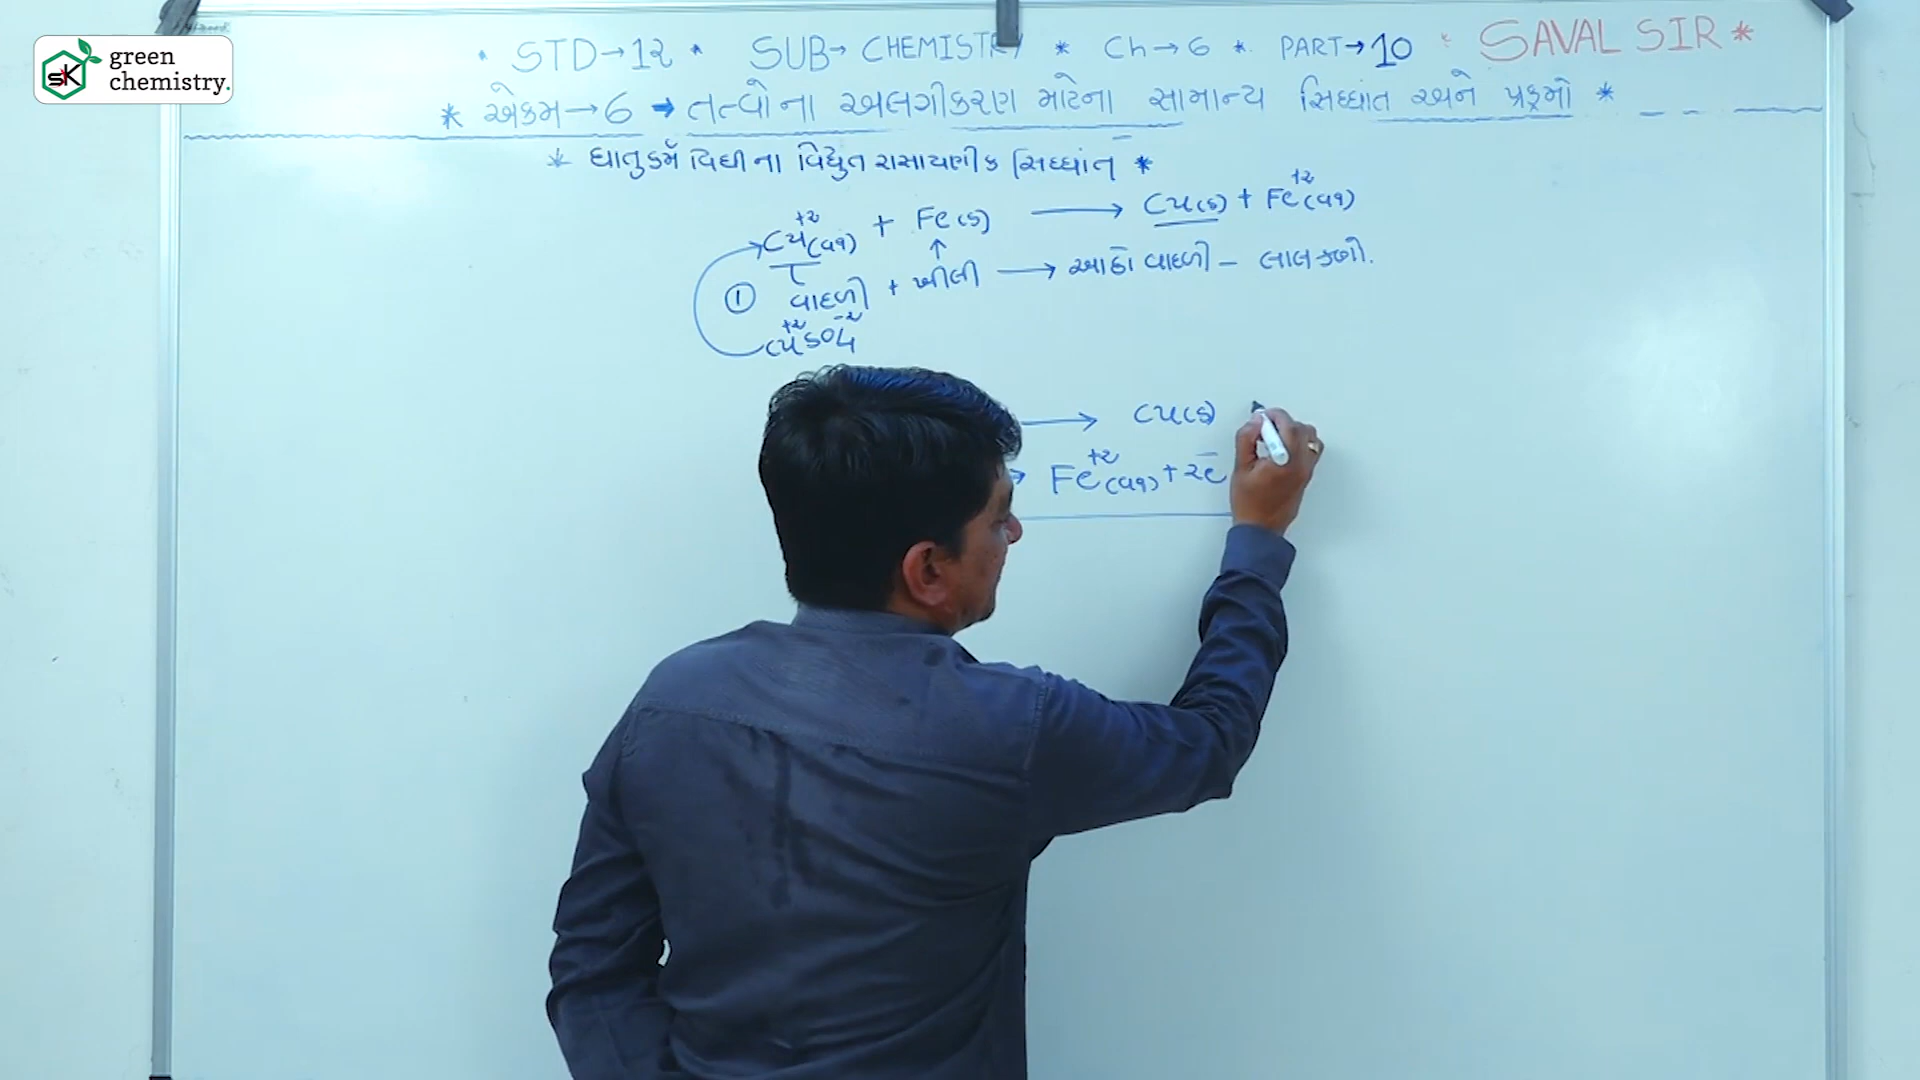 green
chemistry.
SK
* STD→12 * SUB→ CHEMISTRY * Ch→6 * PART→10 * SAVAL SIR *
* એકમ→6 → તત્વોના અલગીકરણ માટેના સામાન્ય સિધ્ધાંત અને પ્રક્રમો *
* ધાતુકર્મ વિધીના વિદ્યુત રાસાયણીક સિધ્ધાંત *
Cu+2(aq) + Fe(s) ⟶ Cu(s) + Fe+2(aq)
① વાદળી + ખીલી ⟶ આછો વાદળી - લાલ કણો.
Cu+2SO4-2
⟶ Cu(s)
→ Fe+2(aq) + 2e-